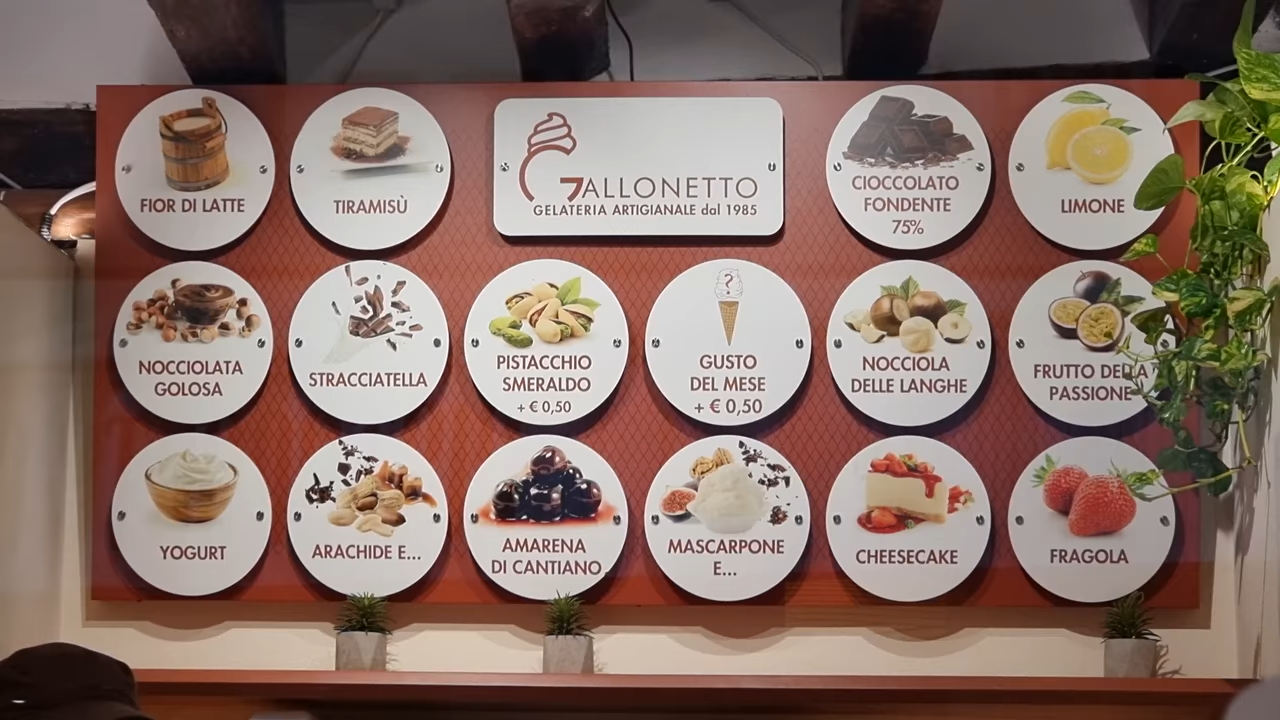 FIOR DI LATTE
TIRAMISÙ
GALLONETTO
GELATERIA ARTIGIANALE dal 1985
CIOCCOLATO
FONDENTE
75%
LIMONE
NOCCIOLATA
GOLOSA
STRACCIATELLA
PISTACCHIO
SMERALDO
+ € 0,50
?
GUSTO
DEL MESE
+ € 0,50
NOCCIOLA
DELLE LANGHE
FRUTTO DELLA
PASSIONE
YOGURT
ARACHIDE E...
AMARENA
DI CANTIANO
MASCARPONE
E...
CHEESECAKE
FRAGOLA